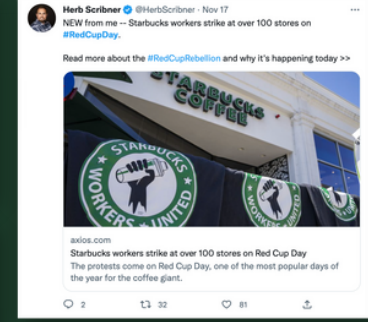 Herb Scribner @HerbScribner · Nov 17
NEW from me -- Starbucks workers strike at over 100 stores on
#RedCupDay.
Read more about the #RedCupRebellion and why it's happening today >>
STARBUCKS
COFFEE
STARBUCKS
WORKERS UNITED
STARBUCKS
WORKERS UNITED
axios.com
Starbucks workers strike at over 100 stores on Red Cup Day
The protests come on Red Cup Day, one of the most popular days of
the year for the coffee giant.
2 32 81